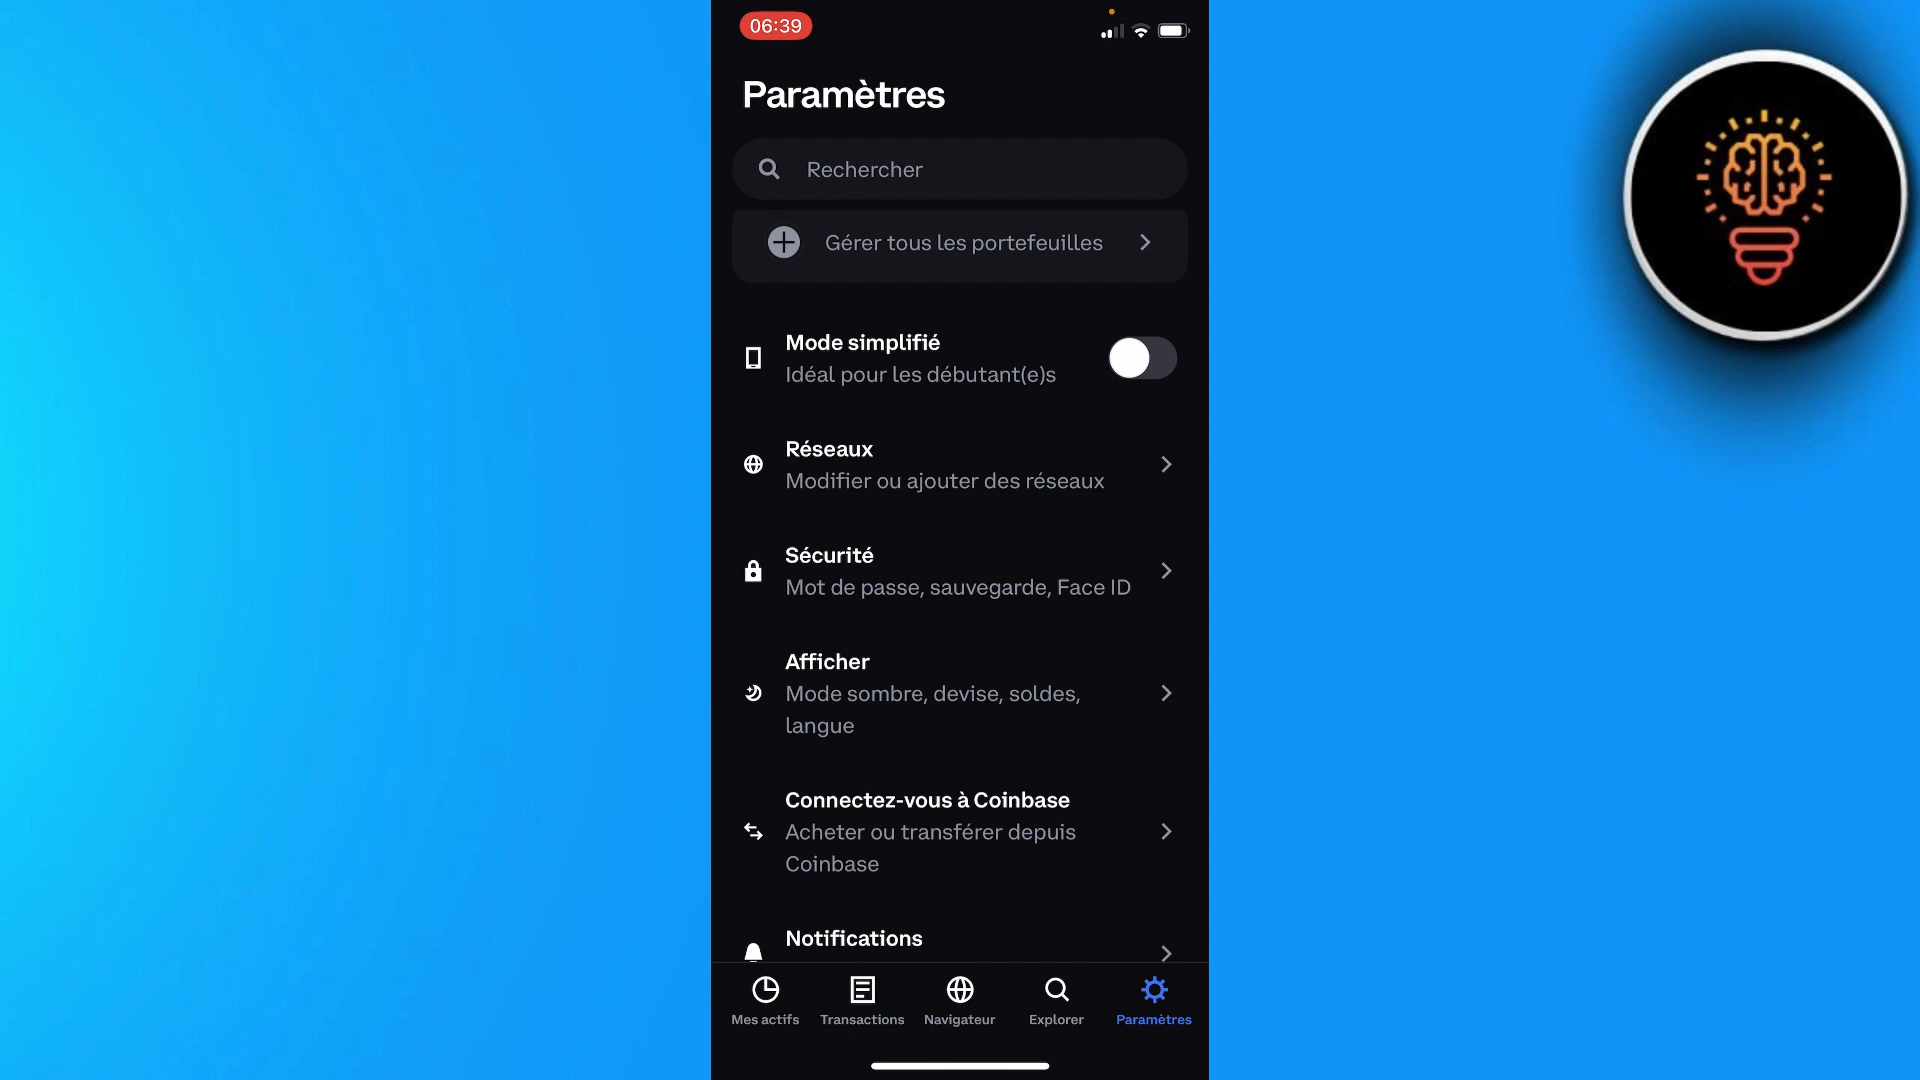 06:39
Paramètres
Rechercher
Gérer tous les portefeuilles
Mode simplifié
Idéal pour les débutant(e)s
Réseaux
Modifier ou ajouter des réseaux
Sécurité
Mot de passe, sauvegarde, Face ID
Afficher
Mode sombre, devise, soldes,
langue
Connectez-vous à Coinbase
Acheter ou transférer depuis
Coinbase
Notifications
Mes actifs
Transactions
Navigateur
Explorer
Paramètres